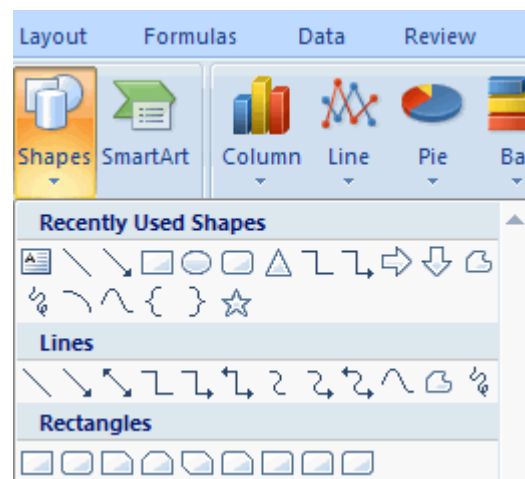 Layout Formulas Data Review
Shapes SmartArt Column Line Pie Ba
Recently Used Shapes
A
Lines
Rectangles